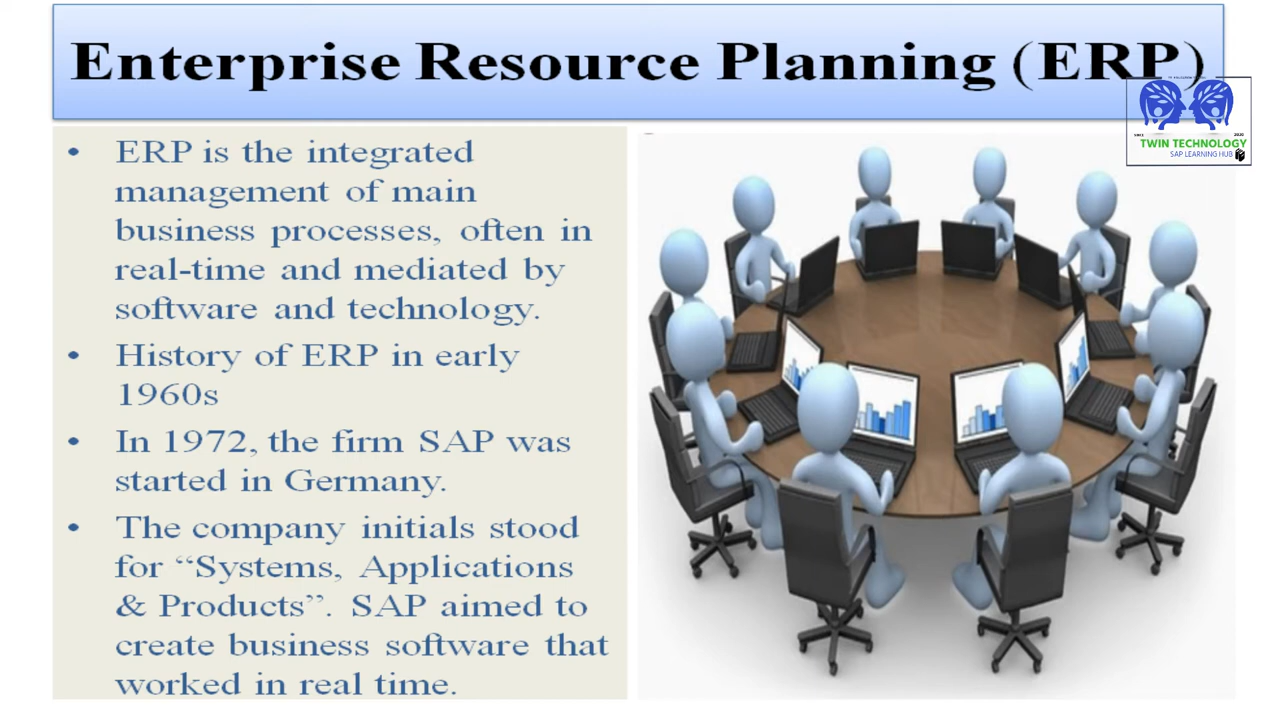 Enterprise Resource Planning (ERP)
SINCE
2020
TWIN TECHNOLOGY
SAP LEARNING HUB
• ERP is the integrated
management of main
business processes, often in
real-time and mediated by
software and technology.
• History of ERP in early
1960s
• In 1972, the firm SAP was
started in Germany.
• The company initials stood
for “Systems, Applications
& Products”. SAP aimed to
create business software that
worked in real time.